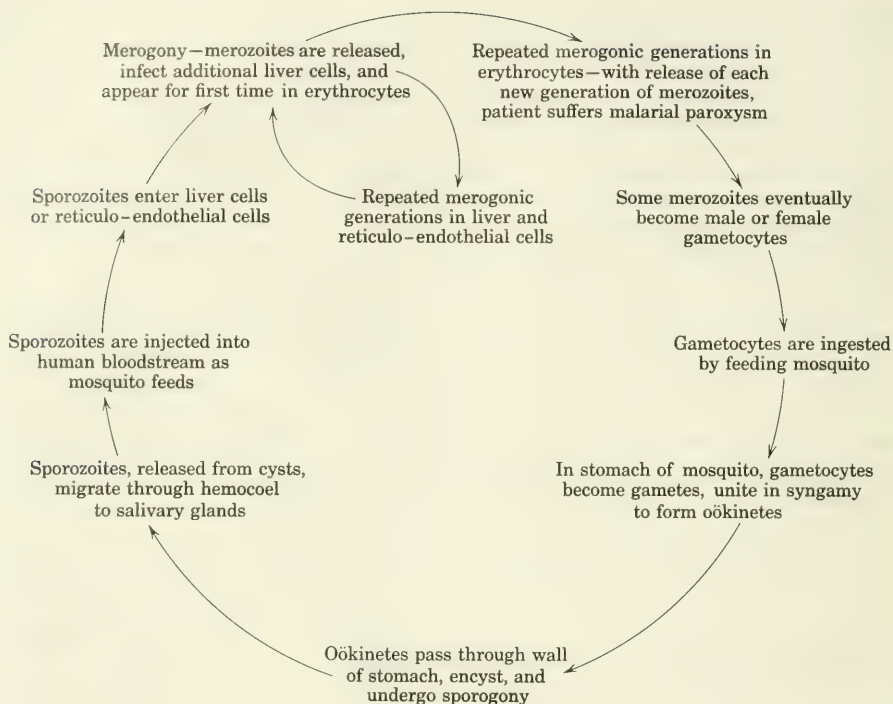 Merogony—merozoites are released,
infect additional liver cells, and
appear for first time in erythrocytes
Repeated merogonic generations in
erythrocytes—with release of each
new generation of merozoites,
patient suffers malarial paroxysm
Sporozoites enter liver cells
or reticulo-endothelial cells
Repeated merogonic
generations in liver and
reticulo-endothelial cells
Some merozoites eventually
become male or female
gametocytes
Sporozoites are injected into
human bloodstream as
mosquito feeds
Gametocytes are ingested
by feeding mosquito
Sporozoites, released from cysts,
migrate through hemocoel
to salivary glands
In stomach of mosquito, gametocytes
become gametes, unite in syngamy
to form oökinetes
Oökinetes pass through wall
of stomach, encyst, and
undergo sporogony